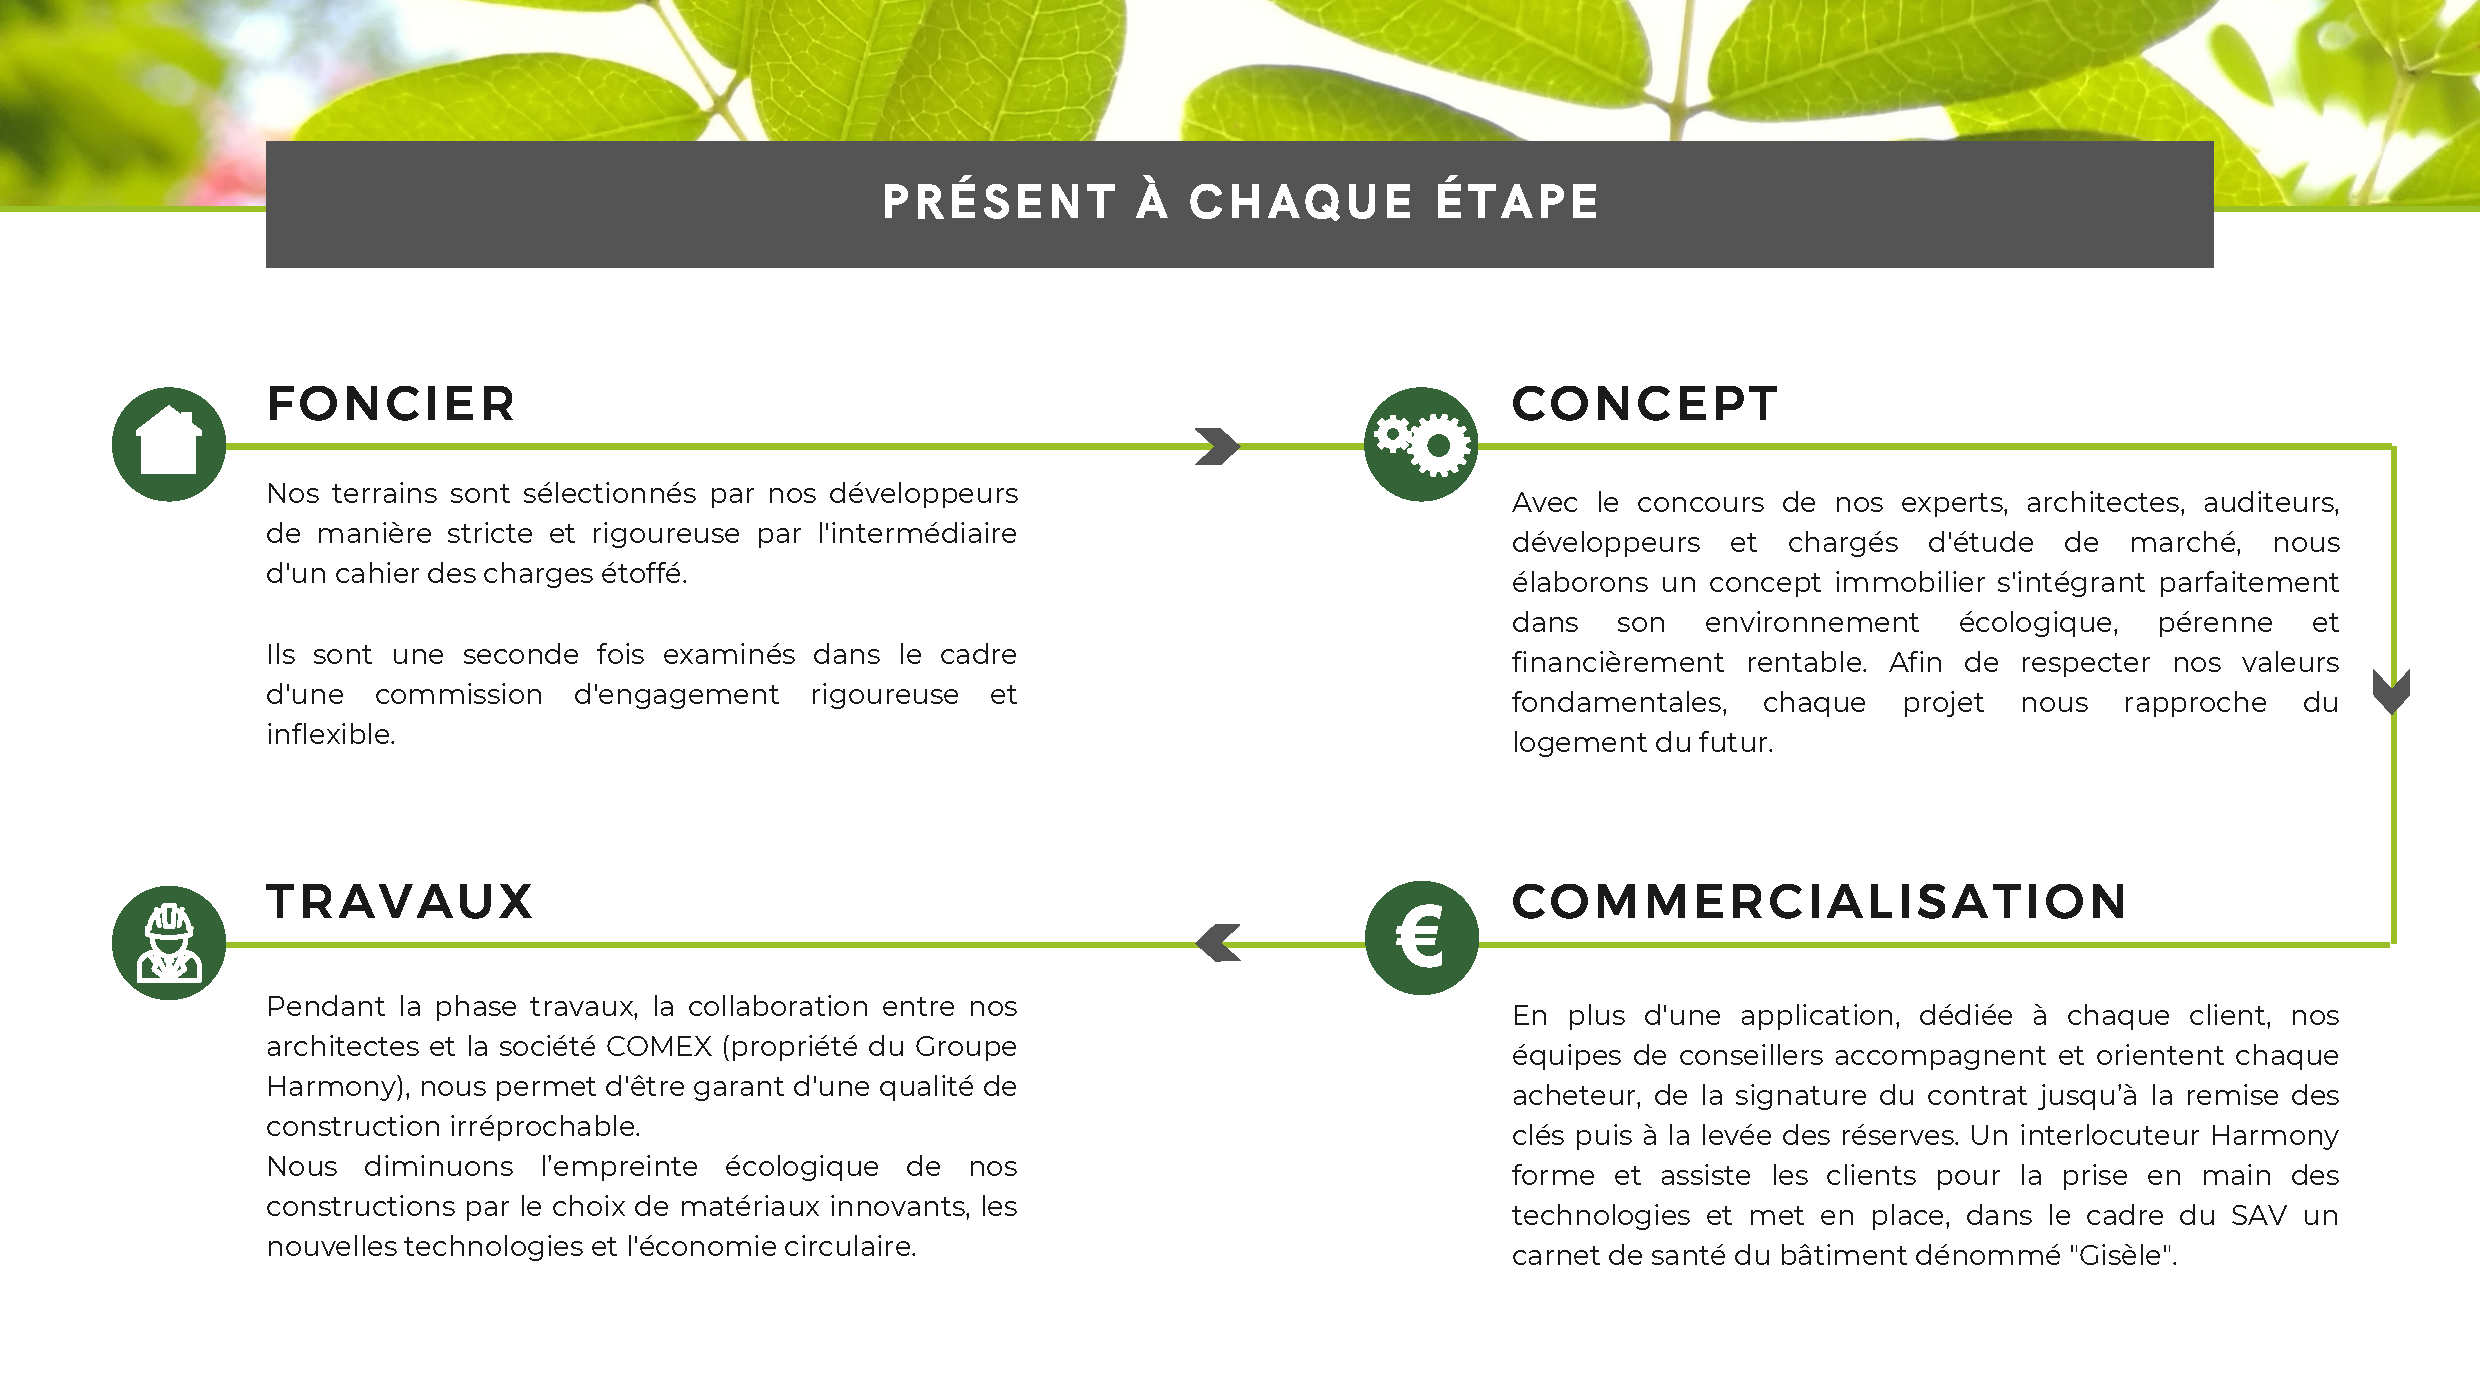 PRÉSENT À CHAQUE ÉTAPE
FONCIER
Nos terrains sont sélectionnés par nos développeurs
de manière stricte et rigoureuse par l'intermédiaire
d'un cahier des charges étoffé.
Ils sont une seconde fois examinés dans le cadre
d'une commission d'engagement rigoureuse et
inflexible.
CONCEPT
Avec le concours de nos experts, architectes, auditeurs,
développeurs et chargés d'étude de marché, nous
élaborons un concept immobilier s'intégrant parfaitement
dans son environnement écologique, pérenne et
financièrement rentable. Afin de respecter nos valeurs
fondamentales, chaque projet nous rapproche du
logement du futur.
COMMERCIALISATION
€
En plus d'une application, dédiée à chaque client, nos
équipes de conseillers accompagnent et orientent chaque
acheteur, de la signature du contrat jusqu’à la remise des
clés puis à la levée des réserves. Un interlocuteur Harmony
forme et assiste les clients pour la prise en main des
technologies et met en place, dans le cadre du SAV un
carnet de santé du bâtiment dénommé "Gisèle".
TRAVAUX
Pendant la phase travaux, la collaboration entre nos
architectes et la société COMEX (propriété du Groupe
Harmony), nous permet d'être garant d'une qualité de
construction irréprochable.
Nous diminuons l’empreinte écologique de nos
constructions par le choix de matériaux innovants, les
nouvelles technologies et l'économie circulaire.